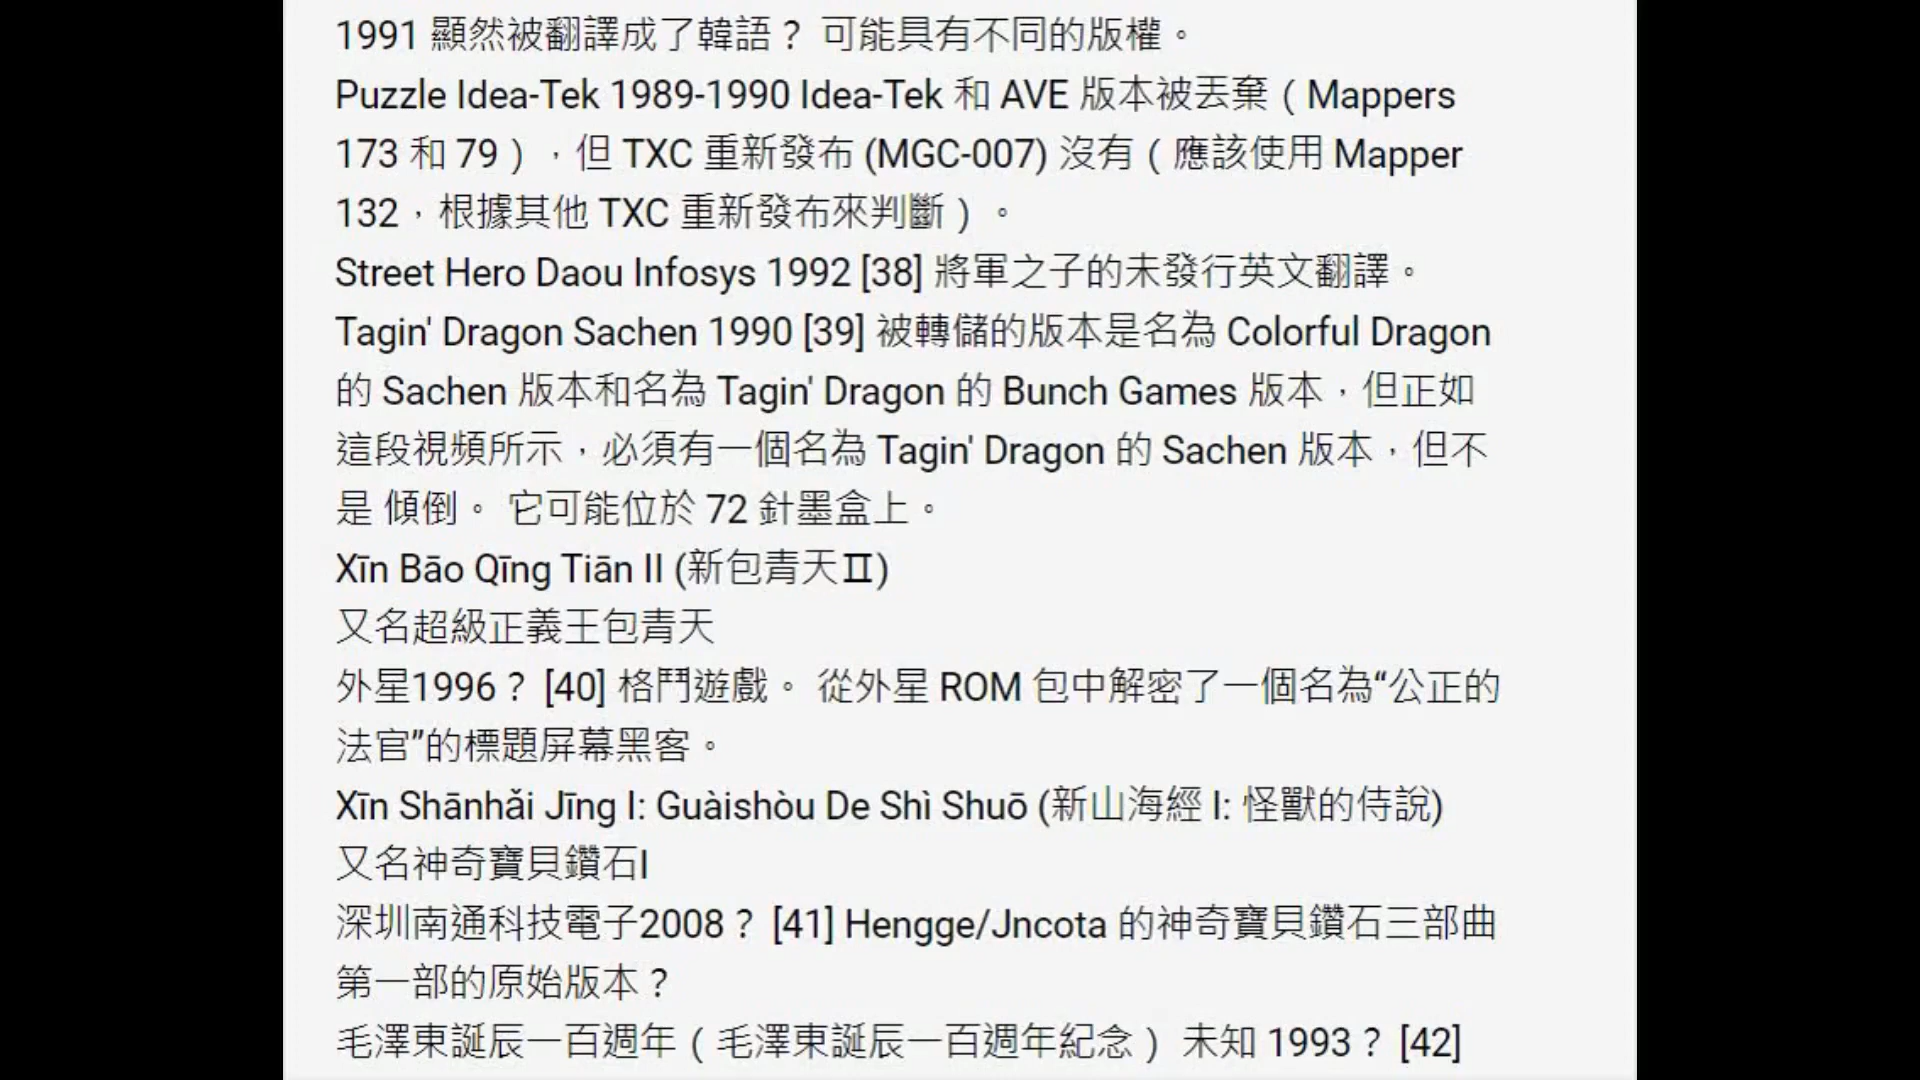 1991 顯然被翻譯成了韓語？ 可能具有不同的版權。
Puzzle Idea-Tek 1989-1990 Idea-Tek 和 AVE 版本被丟棄（Mappers
173 和 79），但 TXC 重新發布 (MGC-007) 沒有（應該使用 Mapper
132，根據其他 TXC 重新發布來判斷）。
Street Hero Daou Infosys 1992 [38] 將軍之子的未發行英文翻譯。
Tagin' Dragon Sachen 1990 [39] 被轉儲的版本是名為 Colorful Dragon
的 Sachen 版本和名為 Tagin' Dragon 的 Bunch Games 版本，但正如
這段視頻所示，必須有一個名為 Tagin' Dragon 的 Sachen 版本，但不
是 傾倒。 它可能位於 72 針墨盒上。
Xīn Bāo Qīng Tiān II (新包青天Ⅱ)
又名超級正義王包青天
外星1996？ [40] 格鬥遊戲。 從外星 ROM 包中解密了一個名為“公正的
法官”的標題屏幕黑客。
Xīn Shānhǎi Jīng I: Guàishòu De Shì Shuō (新山海經 I: 怪獸的侍說)
又名神奇寶貝鑽石I
深圳南通科技電子2008？ [41] Hengge/Jncota 的神奇寶貝鑽石三部曲
第一部的原始版本？
毛澤東誕辰一百週年（毛澤東誕辰一百週年紀念） 未知 1993？ [42]